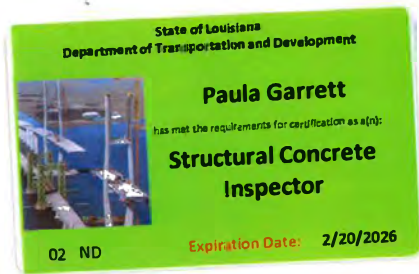 State of Louisiana
Department of Transportation and Development
Paula Garrett
has met the requirements for certification as a(n):
Structural Concrete
Inspector
02 ND
Expiration Date: 2/20/2026